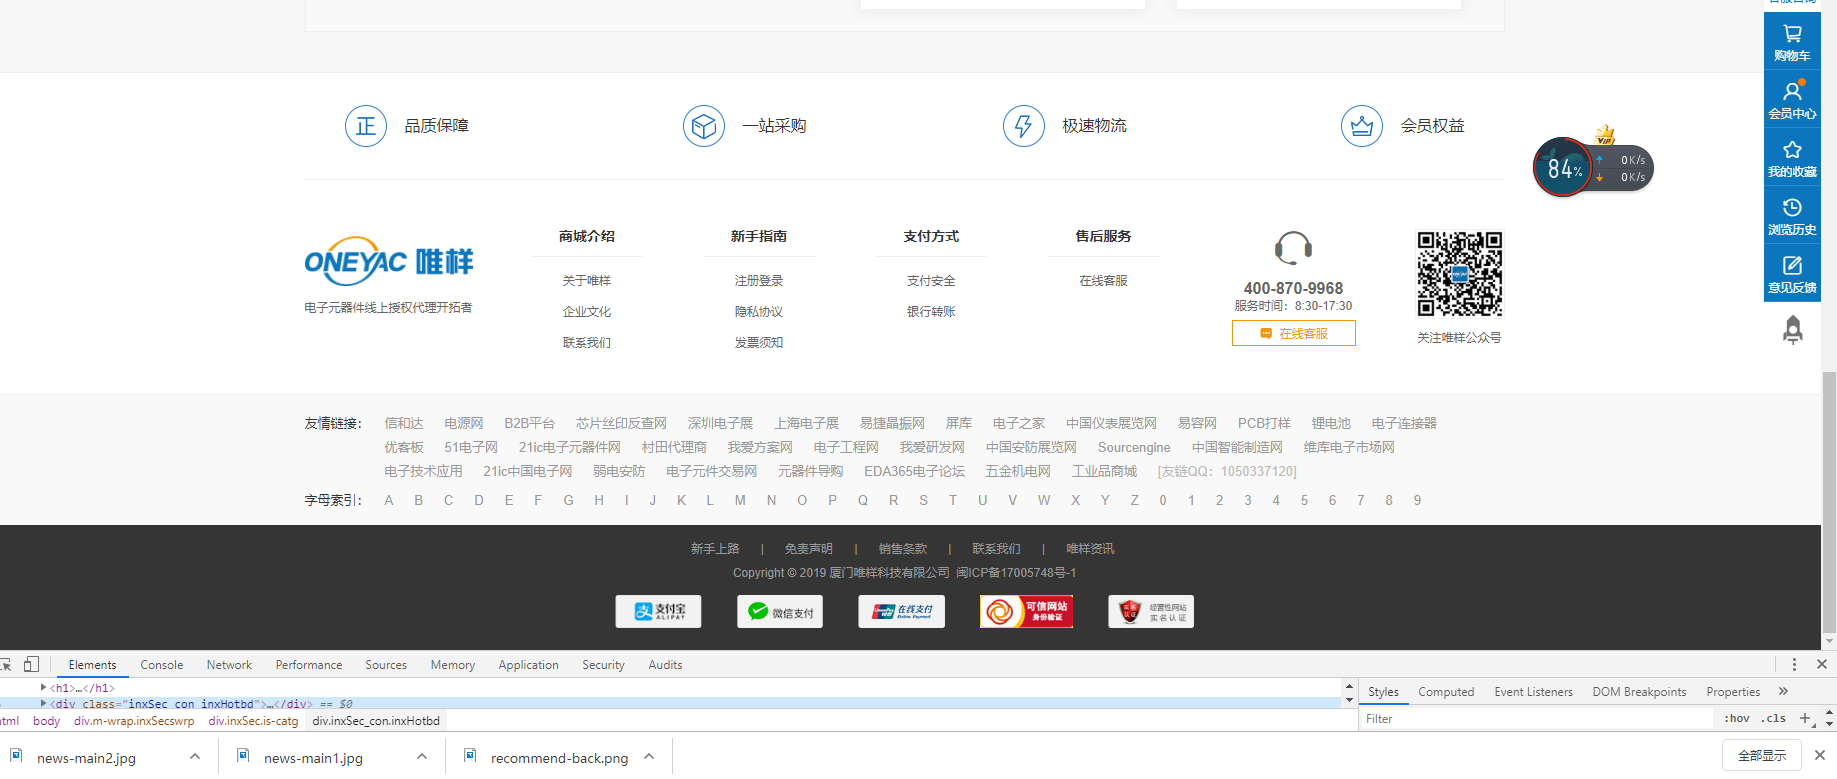 购物车
会员中心
我的收藏
浏览历史
意见反馈
正 品质保障 一站采购 极速物流 会员权益
VIP
84% 0K/s
0K/s
ONEYAC 唯样
电子元器件线上授权代理开拓者
商城介绍 新手指南 支付方式 售后服务
关于唯样 注册登录 支付安全 在线客服
企业文化 隐私协议 银行转账
联系我们 发票须知
400-870-9968
服务时间：8:30-17:30
在线客服
关注唯样公众号
友情链接： 信和达 电源网 B2B平台 芯片丝印反查网 深圳电子展 上海电子展 易捷晶振网 屏库 电子之家 中国仪表展览网 易容网 PCB打样 锂电池 电子连接器
优客板 51电子网 21ic电子元器件网 村田代理商 我爱方案网 电子工程网 我爱研发网 中国安防展览网 Sourcengine 中国智能制造网 维库电子市场网
电子技术应用 21ic中国电子网 弱电安防 电子元件交易网 元器件导购 EDA365电子论坛 五金机电网 工业品商城 [友链QQ：1050337120]
字母索引： A B C D E F G H I J K L M N O P Q R S T U V W X Y Z 0 1 2 3 4 5 6 7 8 9
新手上路 | 免责声明 | 销售条款 | 联系我们 | 唯样资讯
Copyright © 2019 厦门唯样科技有限公司 闽ICP备17005748号-1
支付宝 ALIPAY 微信支付 在线支付 Online Payment 可信网站 身份验证 经营性网站 实名认证
Elements Console Network Performance Sources Memory Application Security Audits
<h1>…</h1>
<div class="inxSec_con inxHotbd">…</div> == $0
html body div.m-wrap.inxSecswrp div.inxSec.is-catg div.inxSec_con.inxHotbd
Styles Computed Event Listeners DOM Breakpoints Properties »
Filter :hov .cls +
news-main2.jpg news-main1.jpg recommend-back.png 全部显示